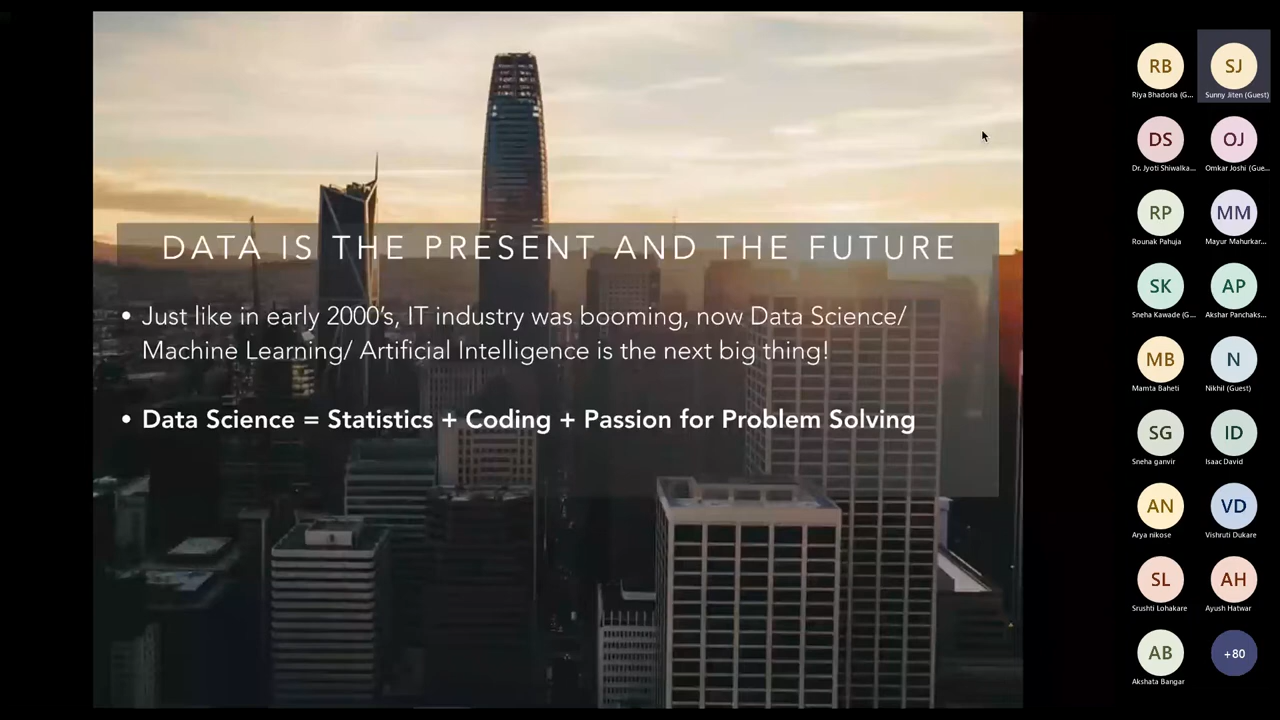 DATA IS THE PRESENT AND THE FUTURE
• Just like in early 2000's, IT industry was booming, now Data Science/
Machine Learning/ Artificial Intelligence is the next big thing!
• Data Science = Statistics + Coding + Passion for Problem Solving
RB
Riya Bhadoria (G...
SJ
Sunny Jiten (Guest)
DS
Dr. Jyoti Shiwalka...
OJ
Omkar Joshi (Gue...
RP
Rounak Pahuja
MM
Mayur Mahurkar...
SK
Sneha Kawade (G...
AP
Akshar Panchaks...
MB
Mamta Baheti
N
Nikhil (Guest)
SG
Sneha ganvir
ID
Isaac David
AN
Arya nikose
VD
Vishruti Dukare
SL
Srushti Lohakare
AH
Ayush Hatwar
AB
Akshata Bangar
+80